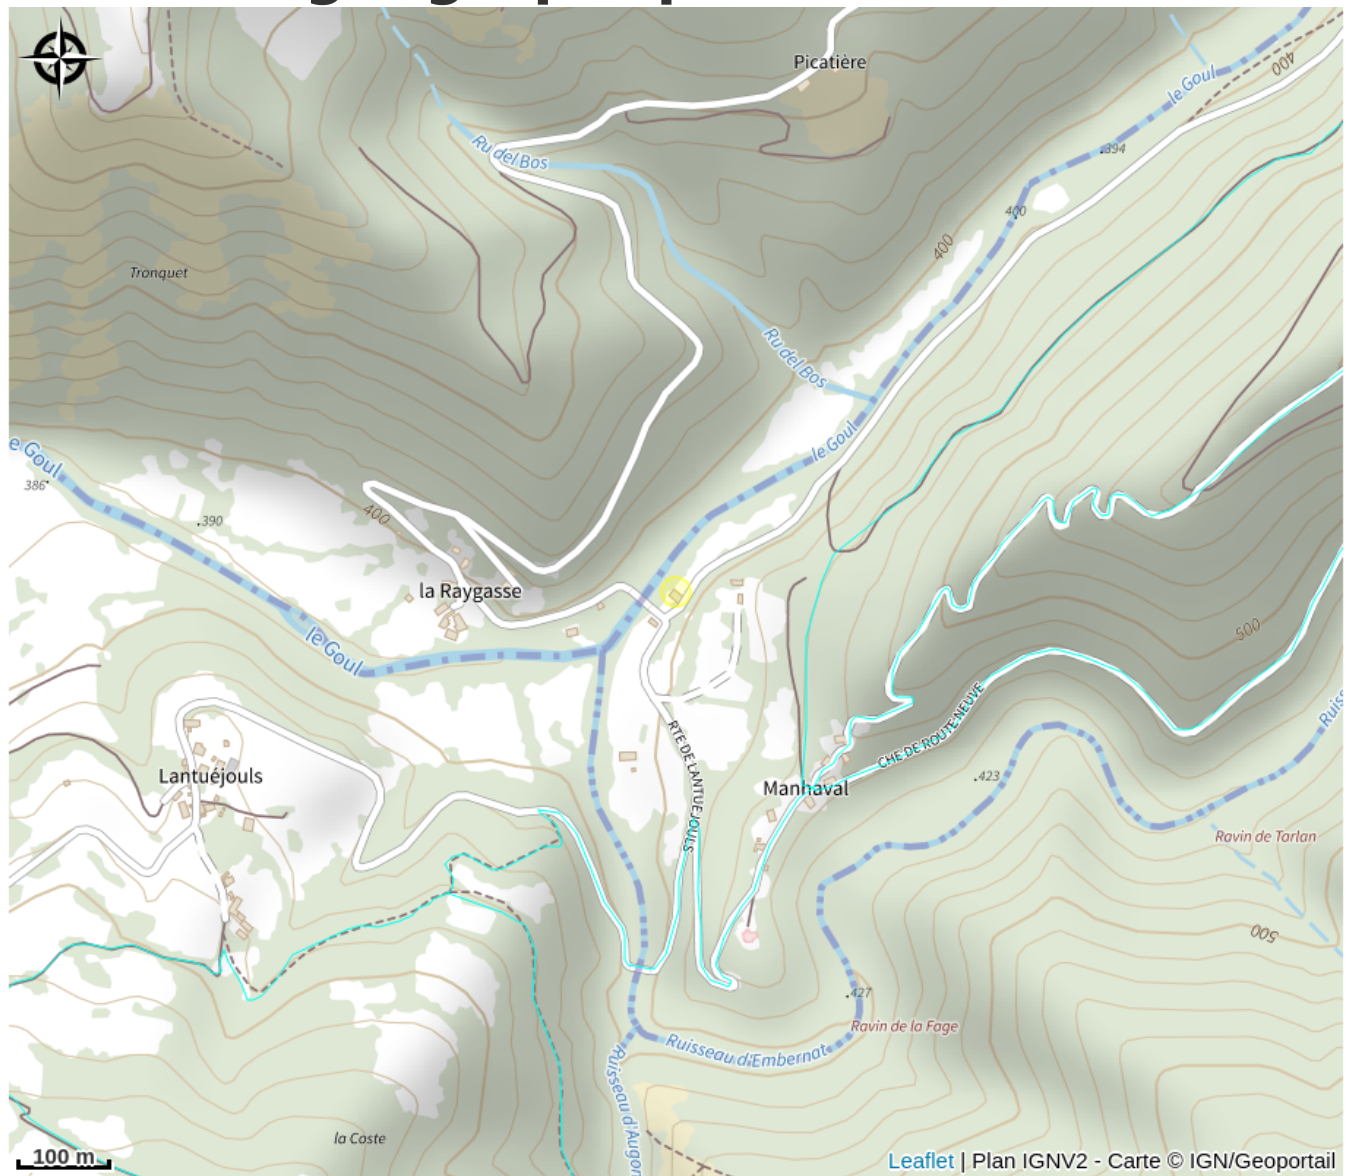 Picatière
le Goul
400
Ru del Bos
394
400
400
Tronquet
Ru del Bos
le Goul
e Goul
386
400
390
la Raygasse
500
le Goul
RTE DE LANTUEJOULS
CHE DE ROUTE NEUVE
Ruiss
Lantuéjouls
Manhaval
423
Ravin de Tarlan
500
427
Ravin de la Fage
Ruisseau d'Embernat
Ruisseau d'Augon
la Coste
100 m
Leaflet | Plan IGNV2 - Carte © IGN/Geoportail